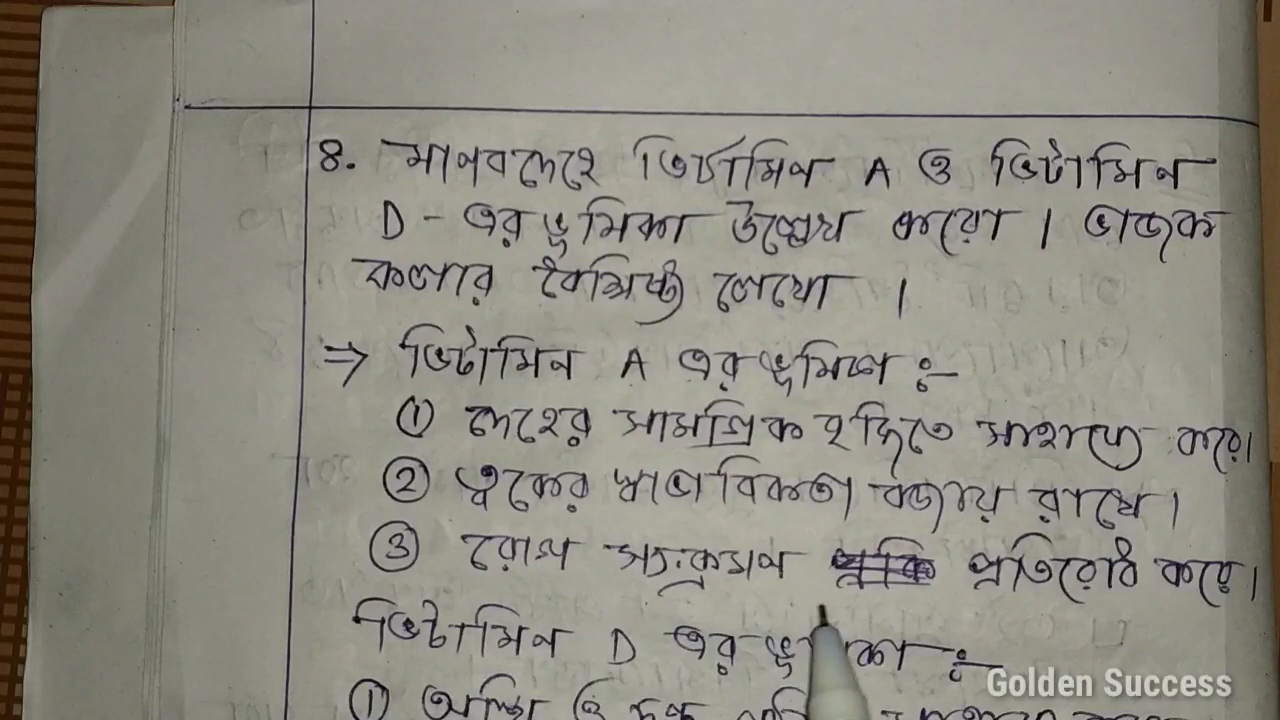 ৪. মানবদেহে ভিটামিন A ও ভিটামিন
D - এর ভূমিকা উল্লেখ করো । ভাজক
কলার বৈশিষ্ট্য লেখো ।
⇒ ভিটামিন A এর ভূমিকা :-
① দেহের সামগ্রিক বৃদ্ধিতে সাহায্য করে।
② ত্বকের স্বাভাবিকতা বজায় রাখে।
③ রোগ সংক্রমণ প্রতিরোধ করে।
ভিটামিন D এর :-
① অস্থি ও
Golden Success